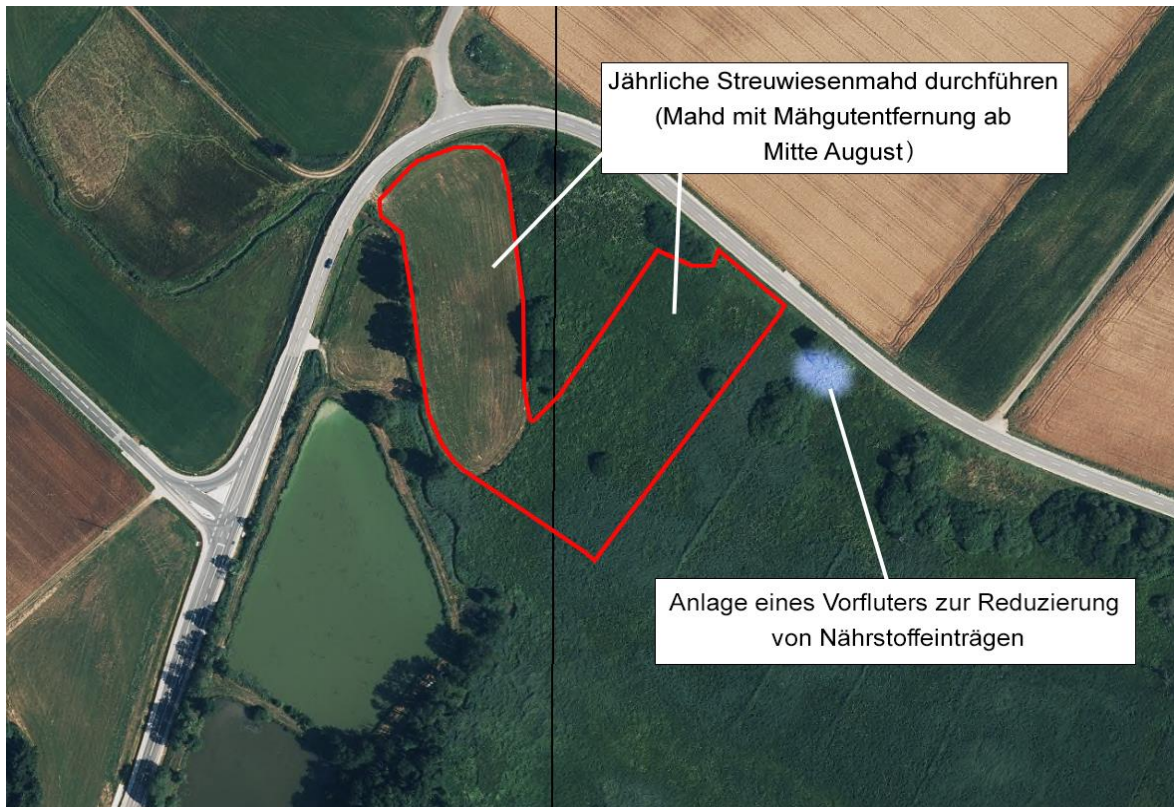 Jährliche Streuwiesenmahd durchführen
(Mahd mit Mähgutentfernung ab
Mitte August)
Anlage eines Vorfluters zur Reduzierung
von Nährstoffeinträgen